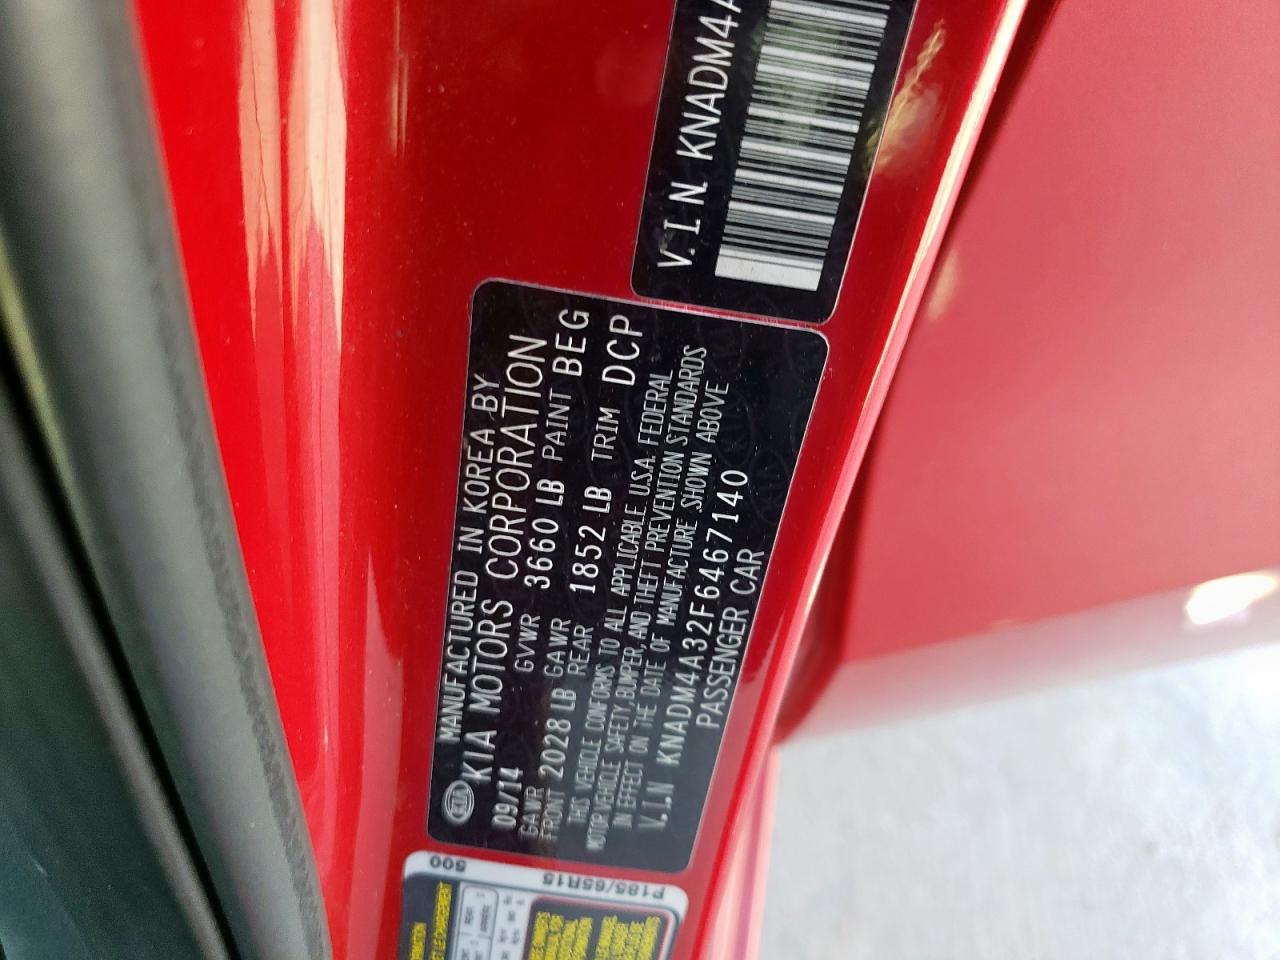 V.I.N. KNADM4A
KIA
MANUFACTURED IN KOREA BY
KIA MOTORS CORPORATION
09/14 GVWR 3660 LB PAINT BEG
GAWR FRONT 2028 LB GAWR REAR 1852 LB TRIM DCP
THIS VEHICLE CONFORMS TO ALL APPLICABLE U.S.A. FEDERAL
MOTOR VEHICLE SAFETY, BUMPER, AND THEFT PREVENTION STANDARDS
IN EFFECT ON THE DATE OF MANUFACTURE SHOWN ABOVE
V.I.N KNADM4A32F6467140
PASSENGER CAR
P185/65R15
500